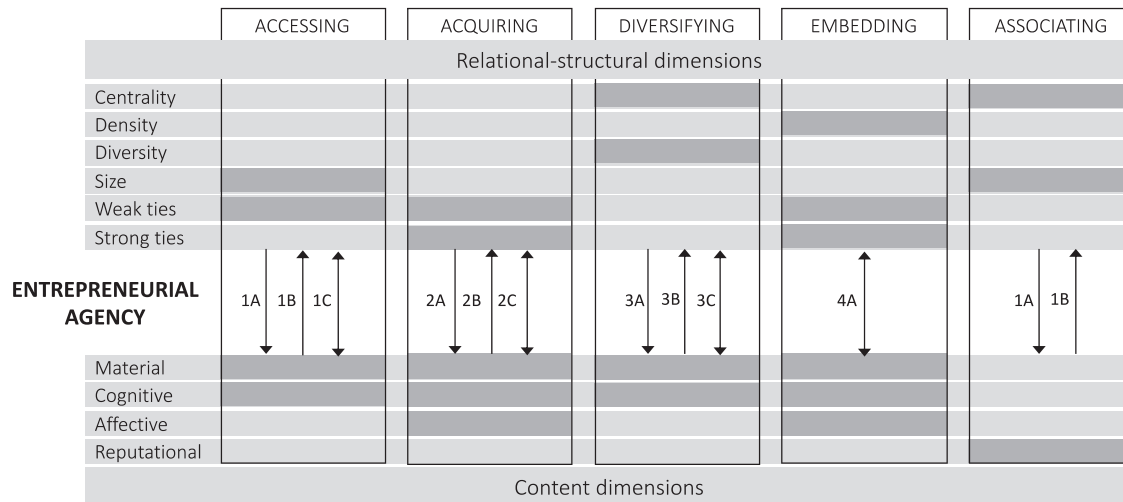 ACCESSING ACQUIRING DIVERSIFYING EMBEDDING ASSOCIATING
Relational-structural dimensions
Centrality
Density
Diversity
Size
Weak ties
Strong ties
ENTREPRENEURIAL
AGENCY
1A 1B 1C 2A 2B 2C 3A 3B 3C 4A 1A 1B
Material
Cognitive
Affective
Reputational
Content dimensions